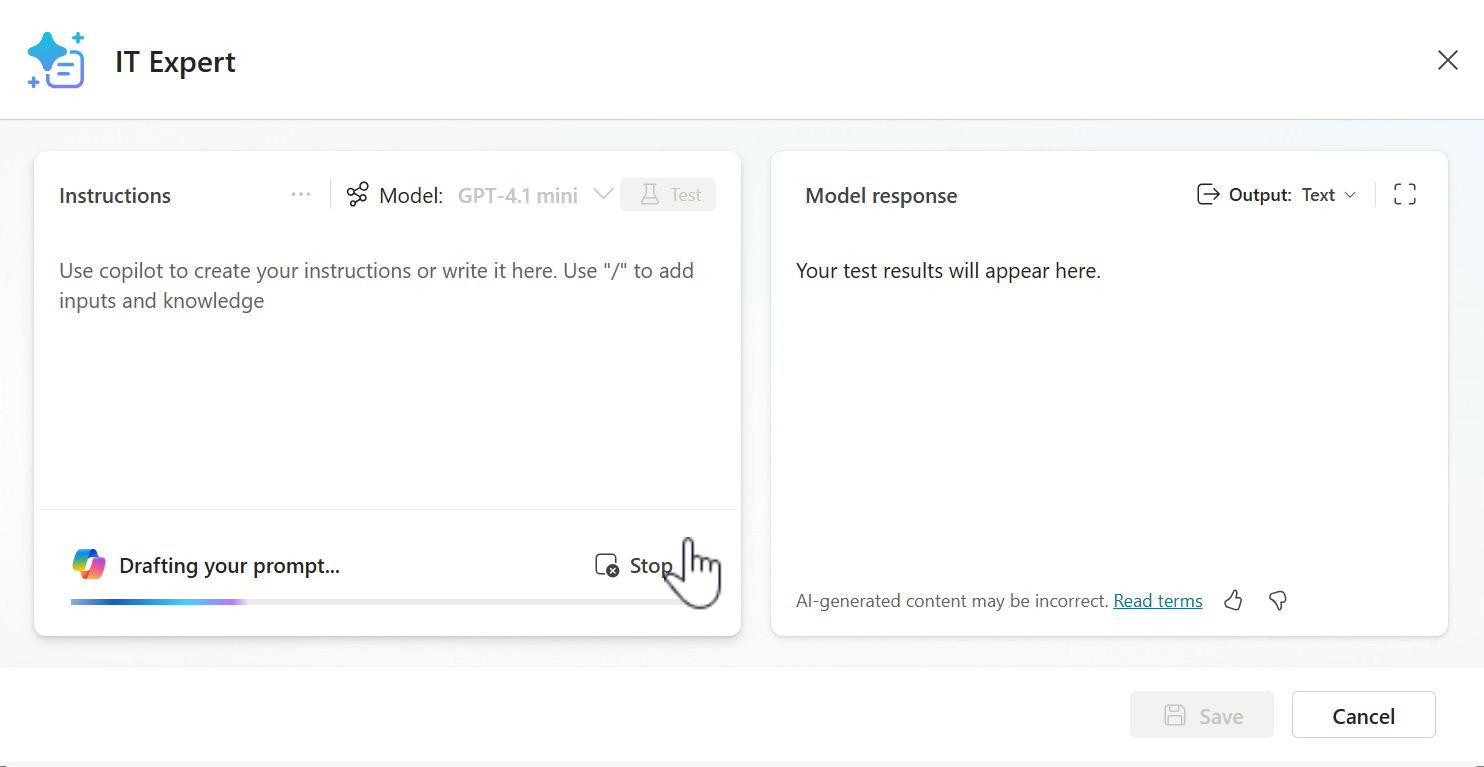 IT Expert
Instructions
Model: GPT-4.1 mini
Test
Use copilot to create your instructions or write it here. Use "/" to add
inputs and knowledge
Drafting your prompt...
Stop
Model response
Output: Text
Your test results will appear here.
AI-generated content may be incorrect. Read terms
Save
Cancel